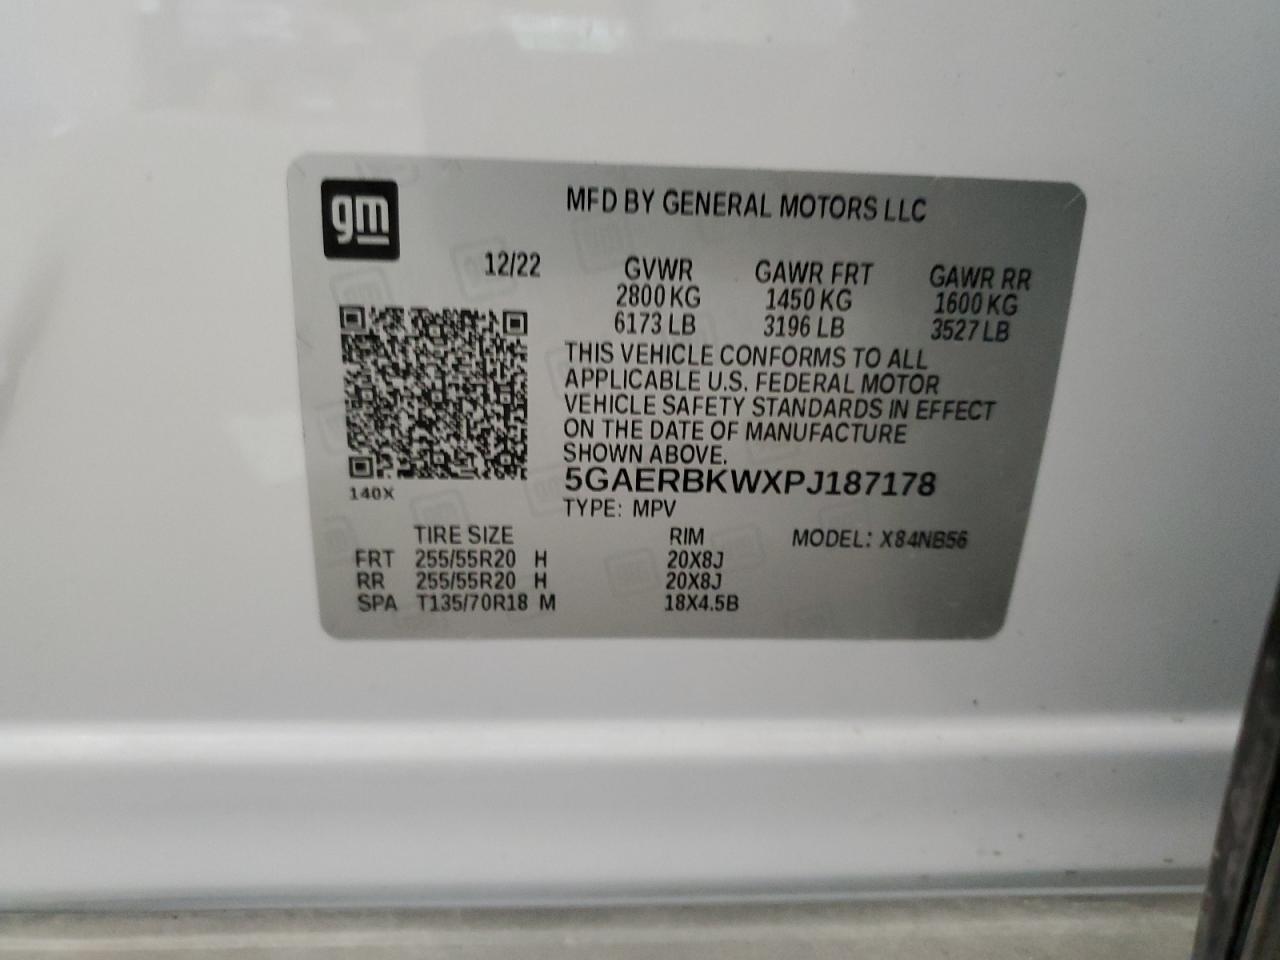 gm
MFD BY GENERAL MOTORS LLC
12/22 GVWR GAWR FRT GAWR RR
2800 KG 1450 KG 1600 KG
6173 LB 3196 LB 3527 LB
THIS VEHICLE CONFORMS TO ALL
APPLICABLE U.S. FEDERAL MOTOR
VEHICLE SAFETY STANDARDS IN EFFECT
ON THE DATE OF MANUFACTURE
SHOWN ABOVE.
5GAERBKWXPJ187178
140X
TYPE: MPV
TIRE SIZE RIM MODEL: X84NB56
FRT 255/55R20 H 20X8J
RR 255/55R20 H 20X8J
SPA T135/70R18 M 18X4.5B